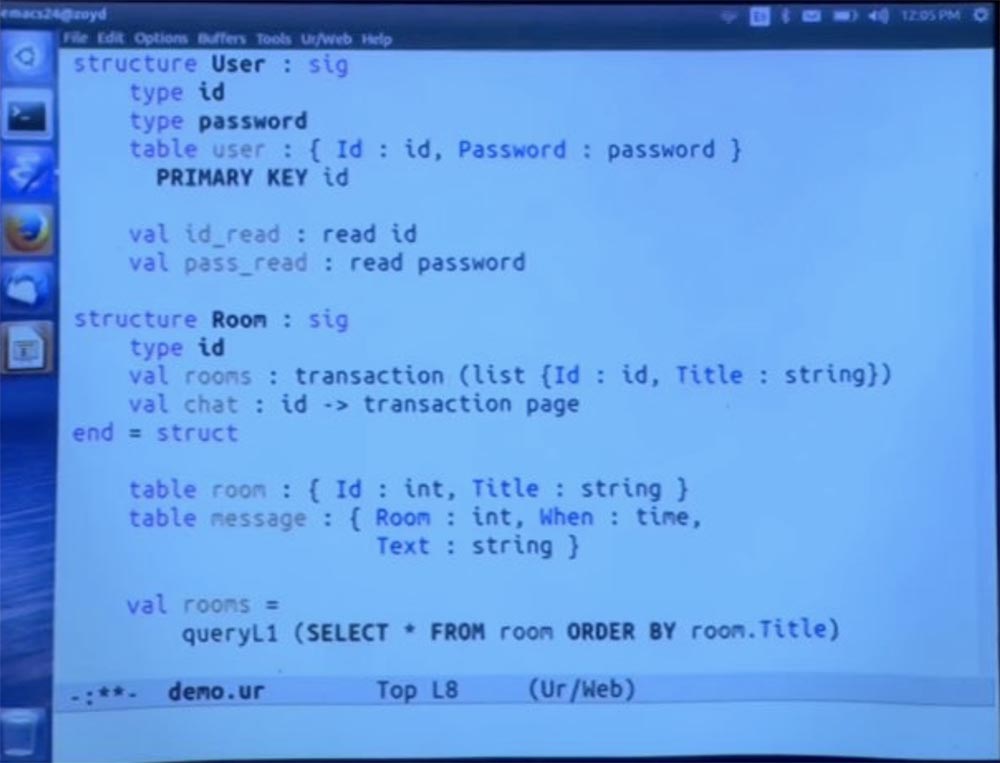 emacs24@zoyd
12:05 PM
File Edit Options Buffers Tools Ur/Web Help
structure User : sig
type id
type password
table user : { Id : id, Password : password }
PRIMARY KEY id
val id_read : read id
val pass_read : read password
structure Room : sig
type id
val rooms : transaction (list {Id : id, Title : string})
val chat : id -> transaction page
end = struct
table room : { Id : int, Title : string }
table message : { Room : int, When : time,
Text : string }
val rooms =
queryL1 (SELECT * FROM room ORDER BY room.Title)
-:**- demo.ur Top L8 (Ur/Web)